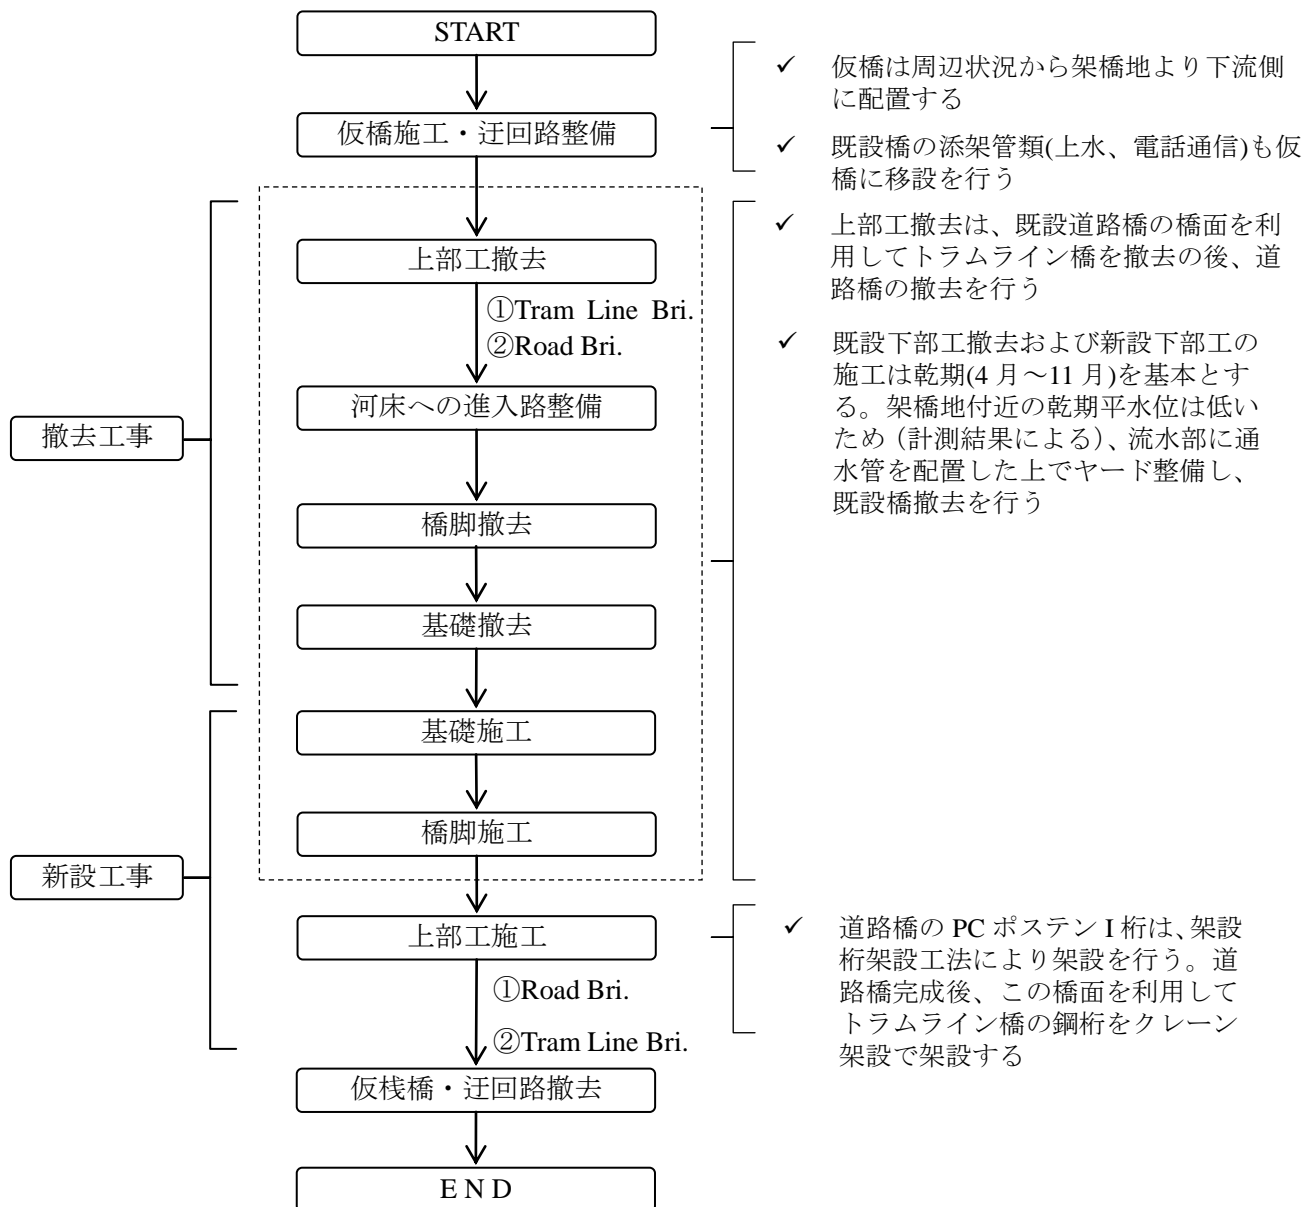 START
仮橋施工・迂回路整備
✓ 仮橋は周辺状況から架橋地より下流側
に配置する
✓ 既設橋の添架管類(上水、電話通信)も仮
橋に移設を行う
上部工撤去
①Tram Line Bri.
②Road Bri.
✓ 上部工撤去は、既設道路橋の橋面を利
用してトラムライン橋を撤去の後、道
路橋の撤去を行う
✓ 既設下部工撤去および新設下部工の
施工は乾期(4 月～11 月)を基本とす
る。架橋地付近の乾期平水位は低い
ため（計測結果による）、流水部に通
水管を配置した上でヤード整備し、
既設橋撤去を行う
河床への進入路整備
撤去工事
橋脚撤去
基礎撤去
基礎施工
橋脚施工
新設工事
上部工施工
①Road Bri.
②Tram Line Bri.
✓ 道路橋の PC ポステン I 桁は、架設
桁架設工法により架設を行う。道
路橋完成後、この橋面を利用して
トラムライン橋の鋼桁をクレーン
架設で架設する
仮桟橋・迂回路撤去
E N D